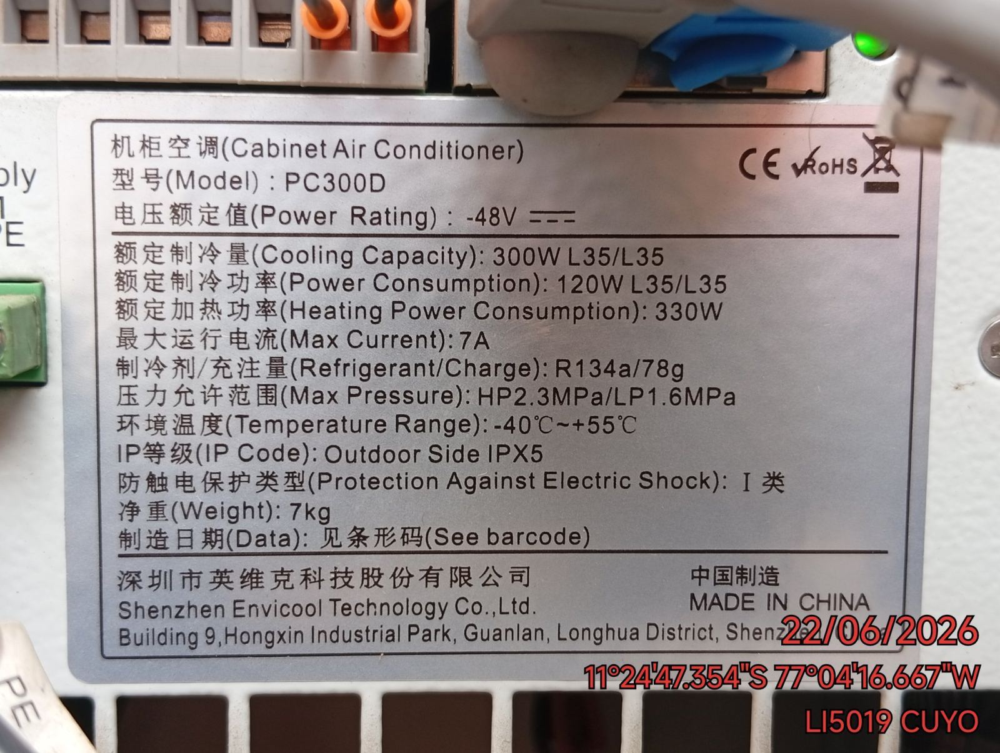 ply
PE
机柜空调(Cabinet Air Conditioner)
CE RoHS
型号(Model) : PC300D
电压额定值(Power Rating) : -48V
额定制冷量(Cooling Capacity): 300W L35/L35
额定制冷功率(Power Consumption): 120W L35/L35
额定加热功率(Heating Power Consumption): 330W
最大运行电流(Max Current): 7A
制冷剂/充注量(Refrigerant/Charge): R134a/78g
压力允许范围(Max Pressure): HP2.3MPa/LP1.6MPa
环境温度(Temperature Range): -40℃~+55℃
IP等级(IP Code): Outdoor Side IPX5
防触电保护类型(Protection Against Electric Shock): I 类
净重(Weight): 7kg
制造日期(Data): 见条形码(See barcode)
深圳市英维克科技股份有限公司
中国制造
Shenzhen Envicool Technology Co.,Ltd.
MADE IN CHINA
Building 9,Hongxin Industrial Park, Guanlan, Longhua District, Shenzhen, China
22/06/2026
11°24'47.354"S 77°04'16.667"W
LI5019 CUYO
PE